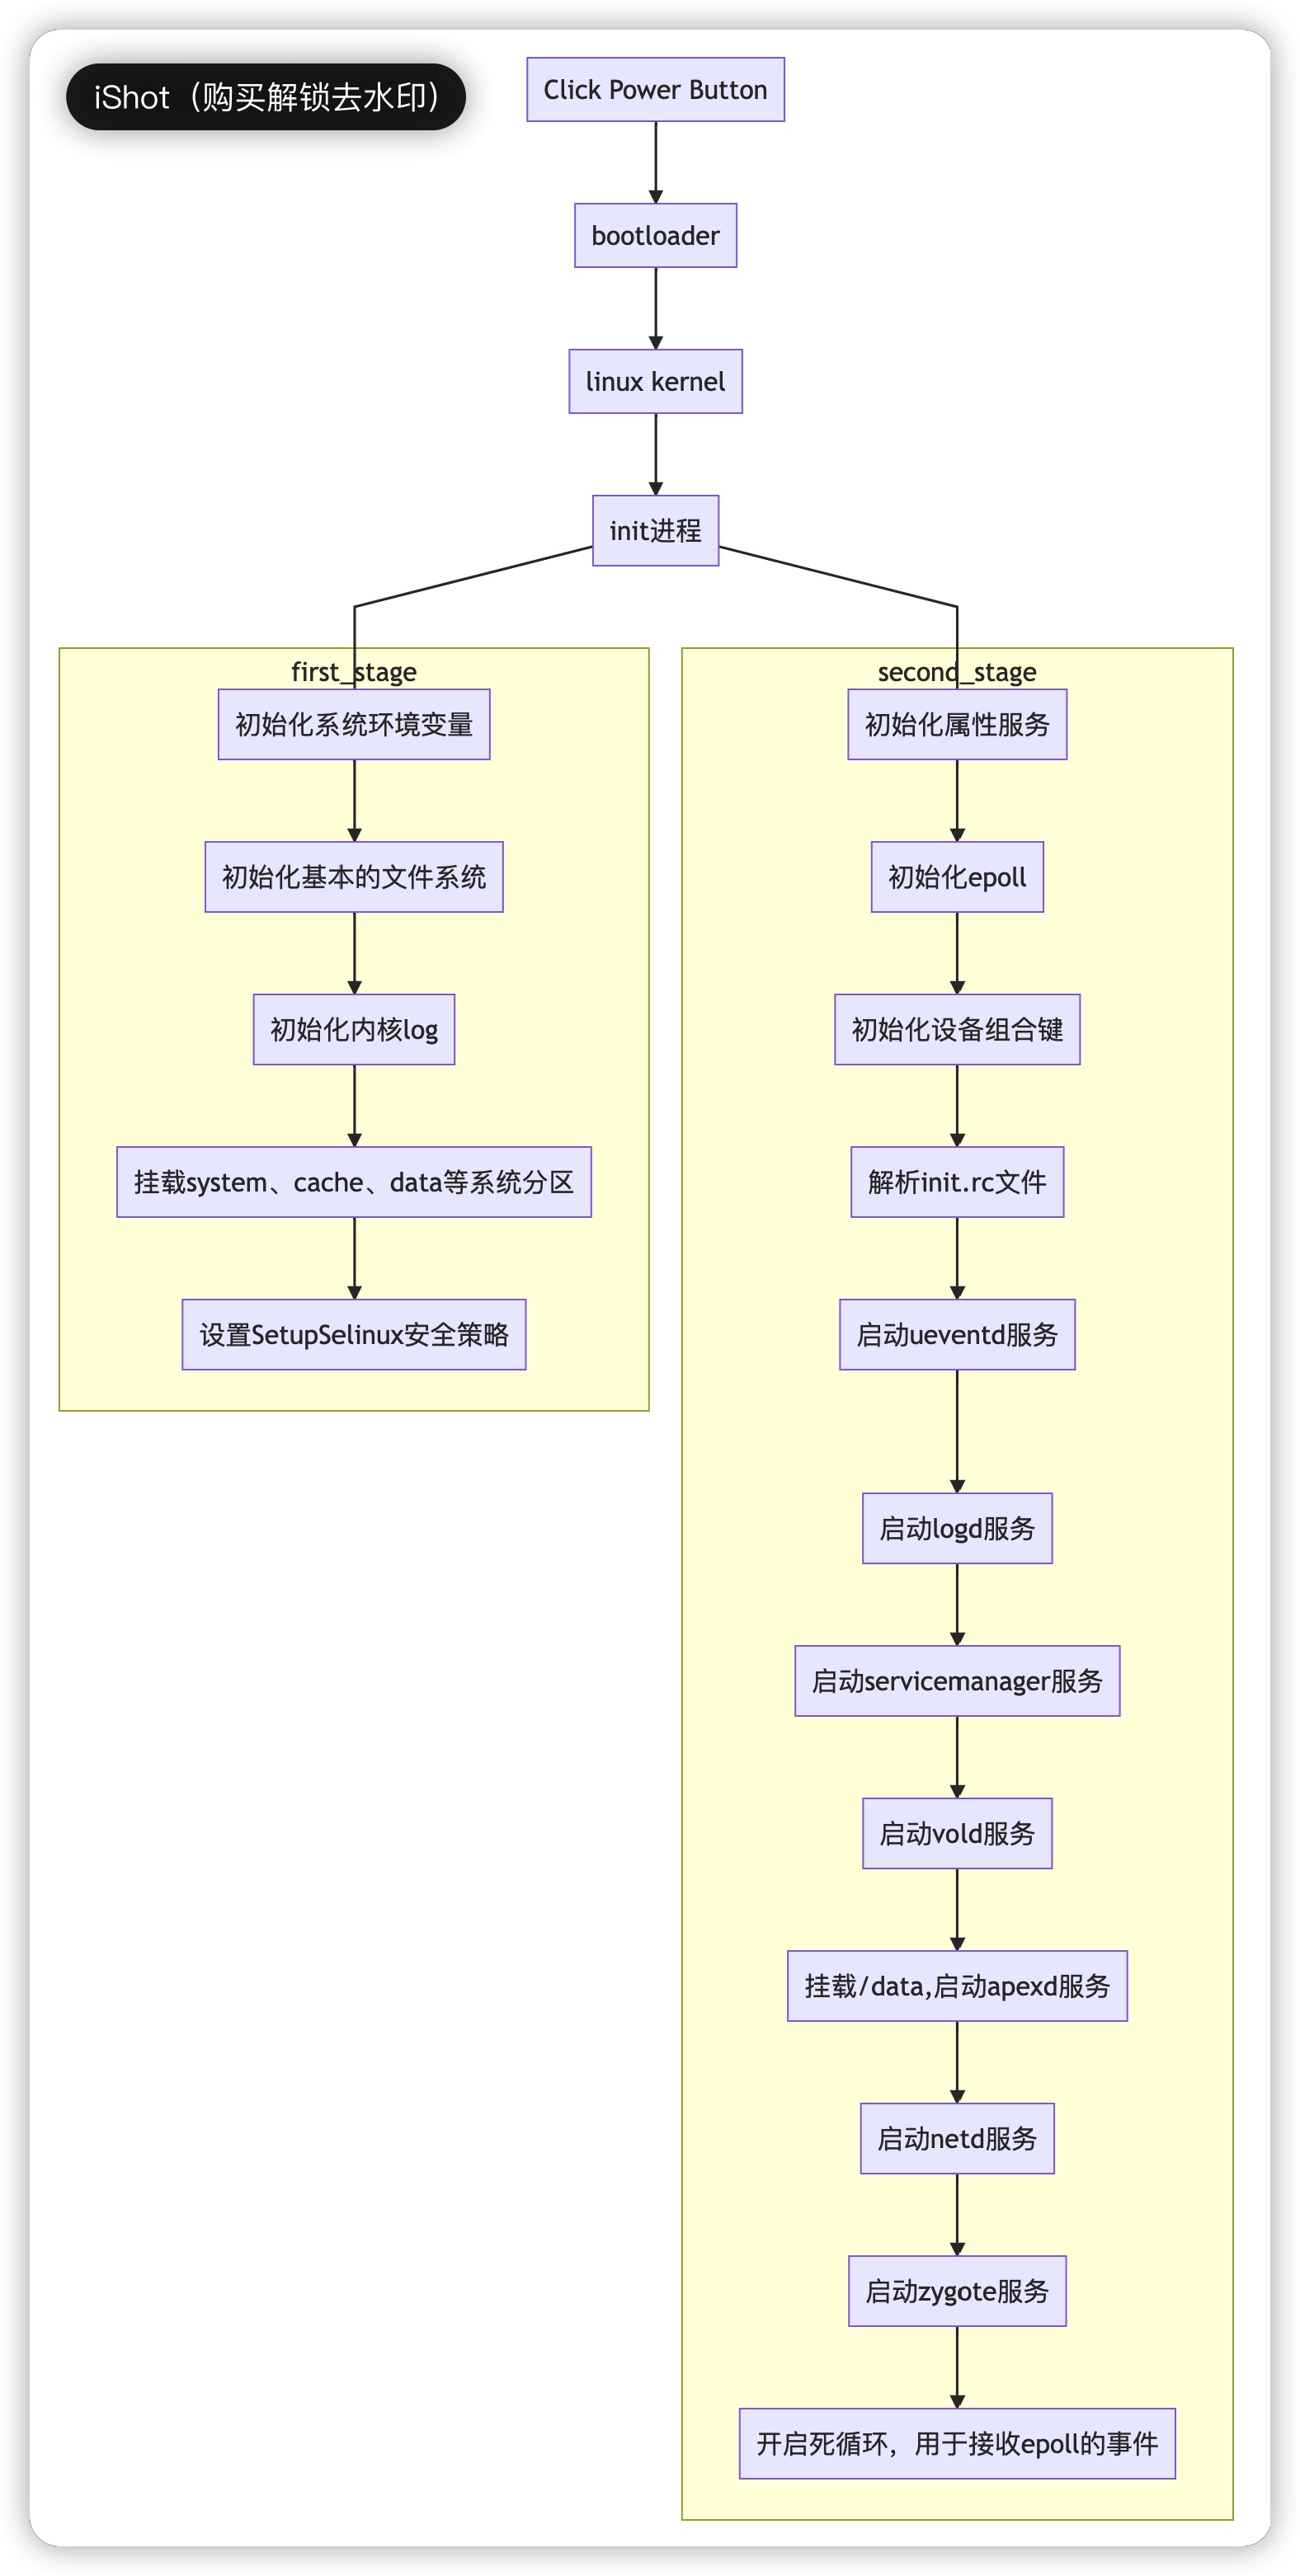 iShot（购买解锁去水印）
Click Power Button
bootloader
linux kernel
init进程
first_stage
初始化系统环境变量
初始化基本的文件系统
初始化内核log
挂载system、cache、data等系统分区
设置SetupSelinux安全策略
second_stage
初始化属性服务
初始化epoll
初始化设备组合键
解析init.rc文件
启动ueventd服务
启动logd服务
启动servicemanager服务
启动vold服务
挂载/data,启动apexd服务
启动netd服务
启动zygote服务
开启死循环，用于接收epoll的事件